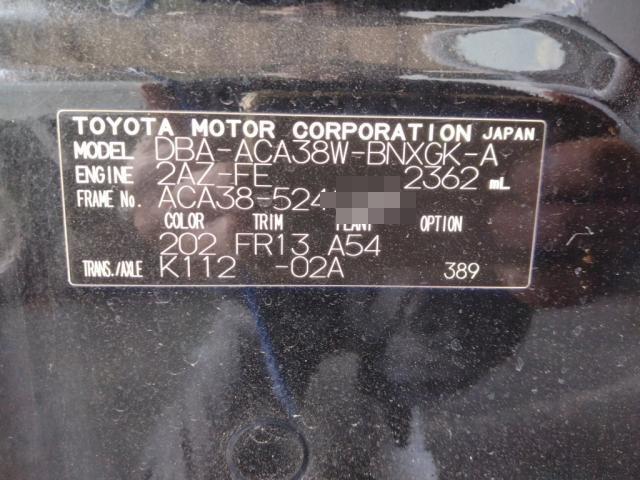 TOYOTA MOTOR CORPORATION JAPAN
MODEL DBA-ACA38W-BNXGK-A
ENGINE 2AZ-FE 2362 mL
FRAME No. ACA38-524
COLOR TRIM PLANT OPTION
202 FR13 A54
TRANS./AXLE K112 -02A 389